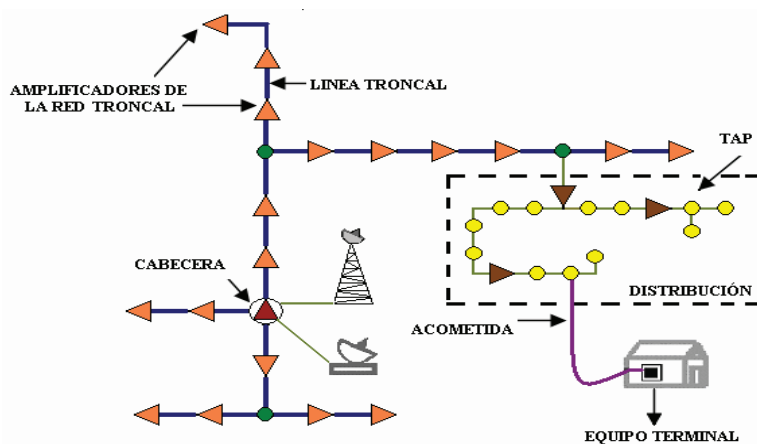 AMPLIFICADORES DE
LA RED TRONCAL
LINEA TRONCAL
TAP
CABECERA
DISTRIBUCIÓN
ACOMETIDA
EQUIPO TERMINAL